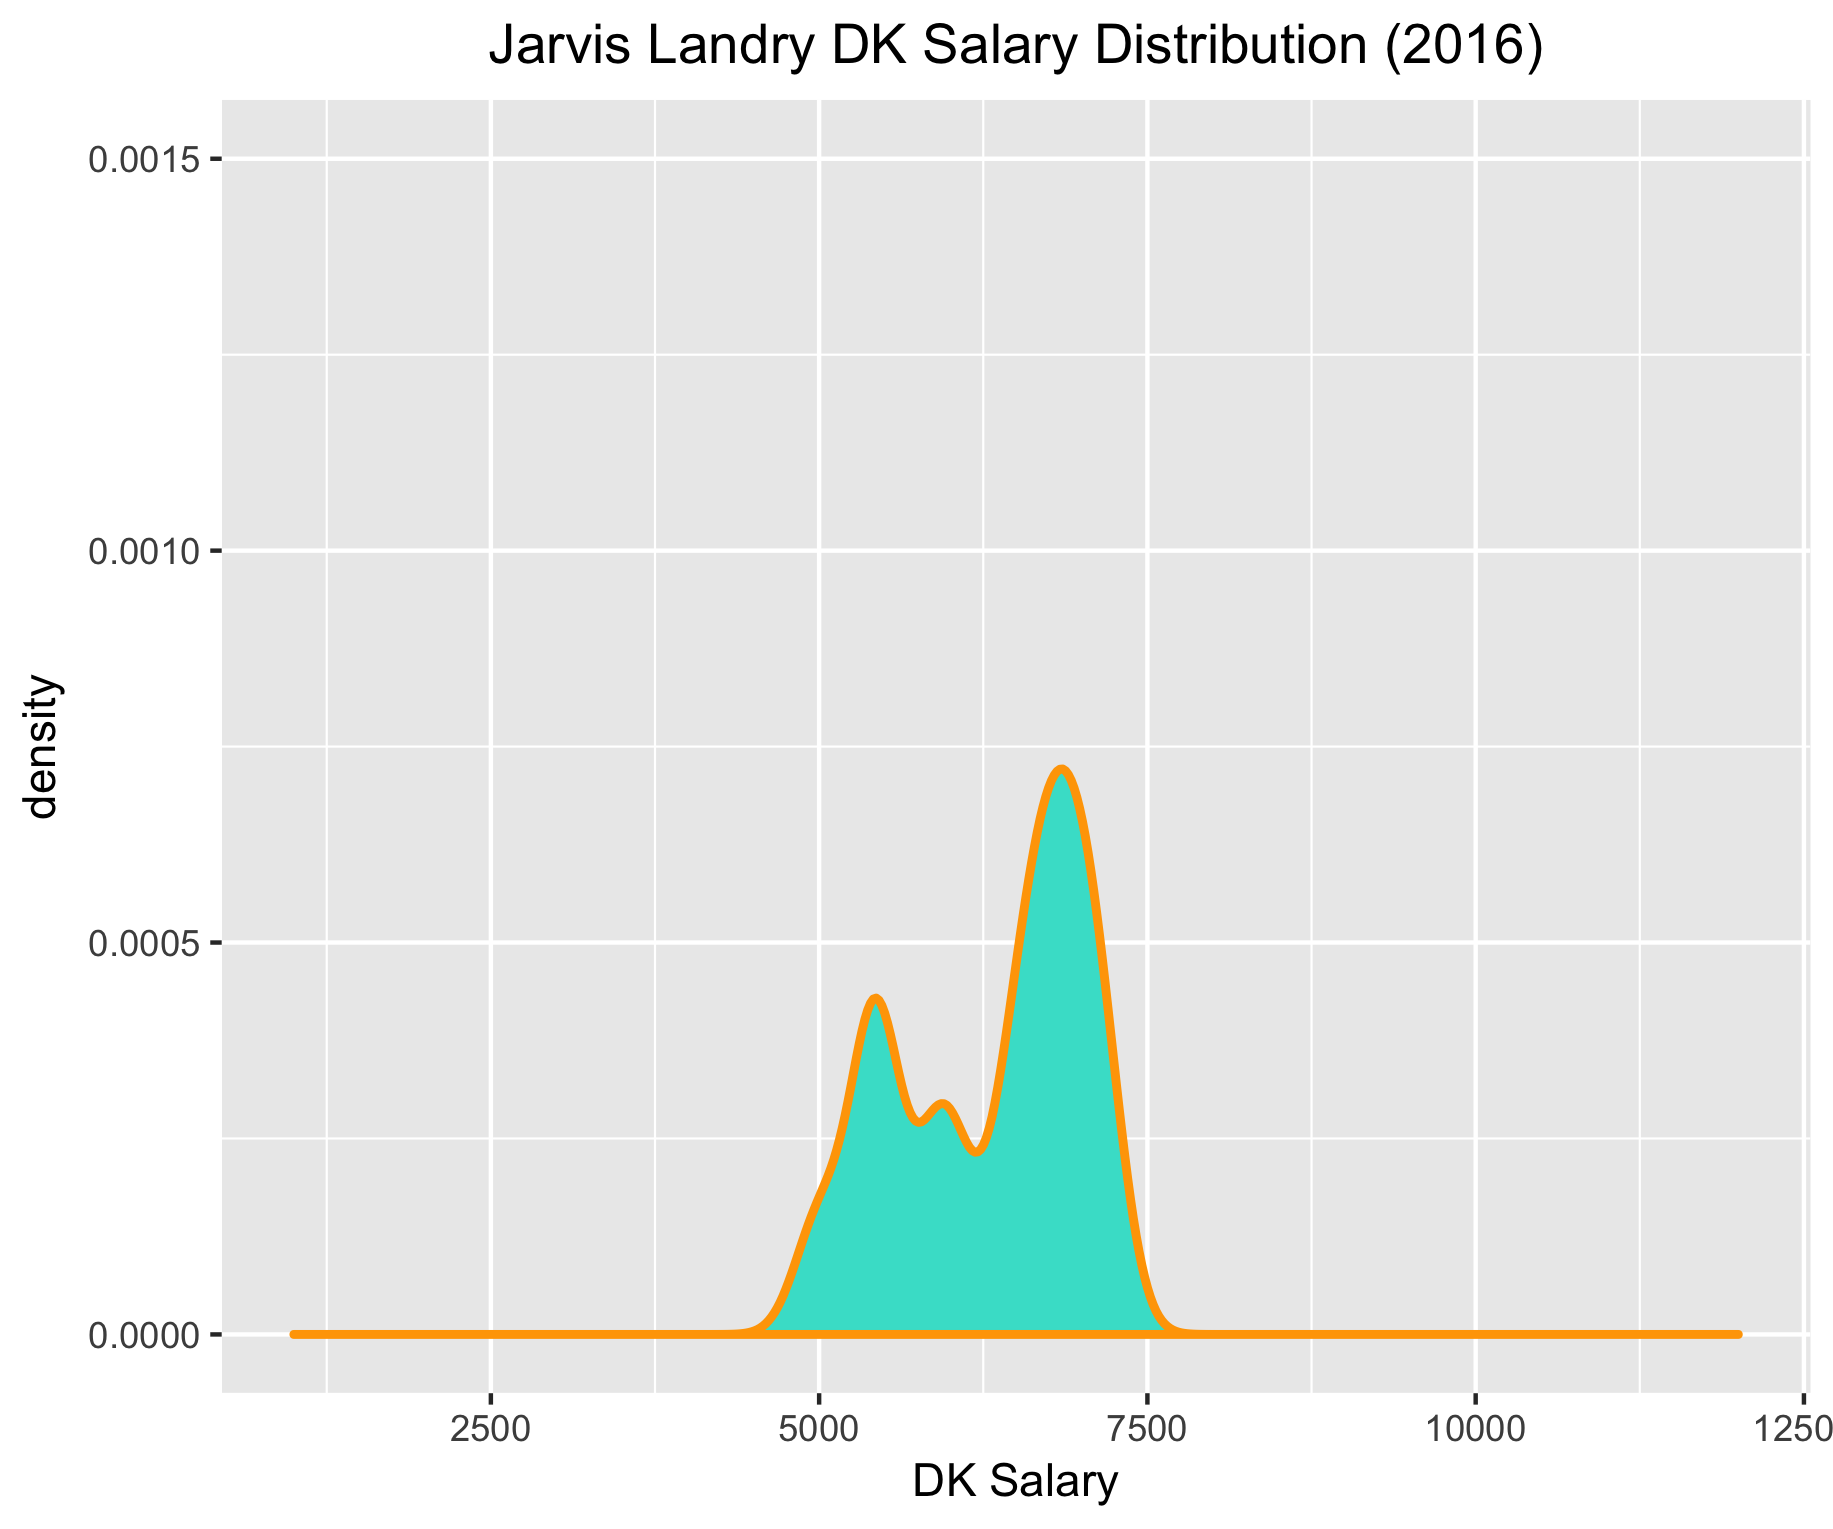 Jarvis Landry DK Salary Distribution (2016)
0.0015
0.0010
0.0005
0.0000
density
2500 5000 7500 10000 1250
DK Salary